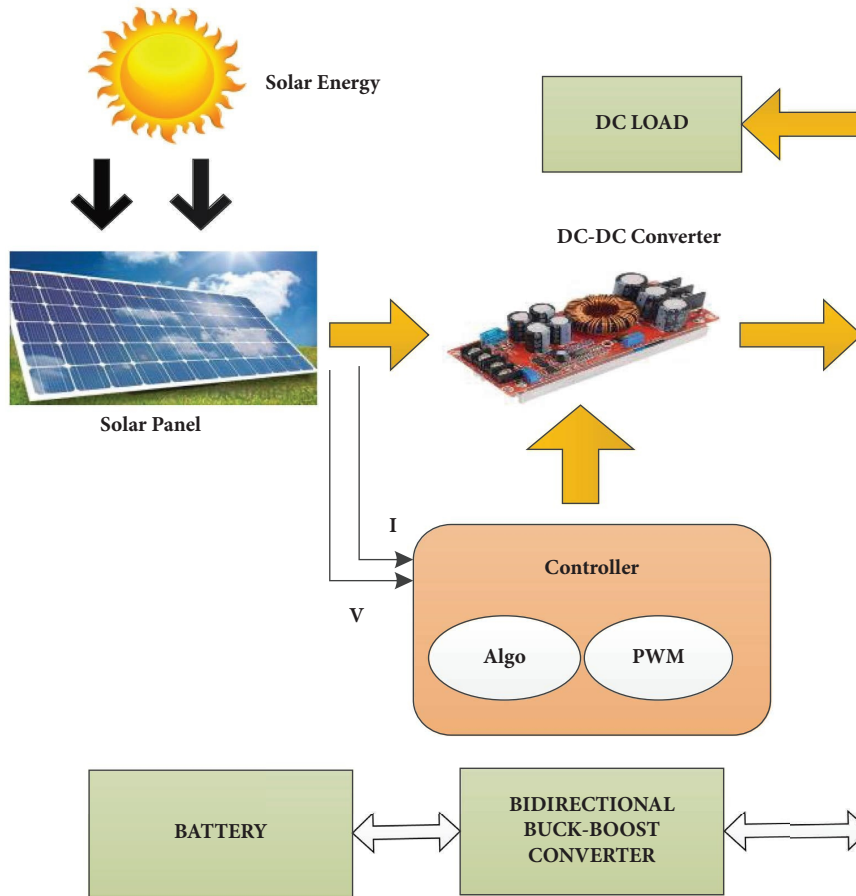 Solar Energy
DC LOAD
DC-DC Converter
Solar Panel
I
Controller
V
Algo
PWM
BATTERY
BIDIRECTIONAL
BUCK-BOOST
CONVERTER